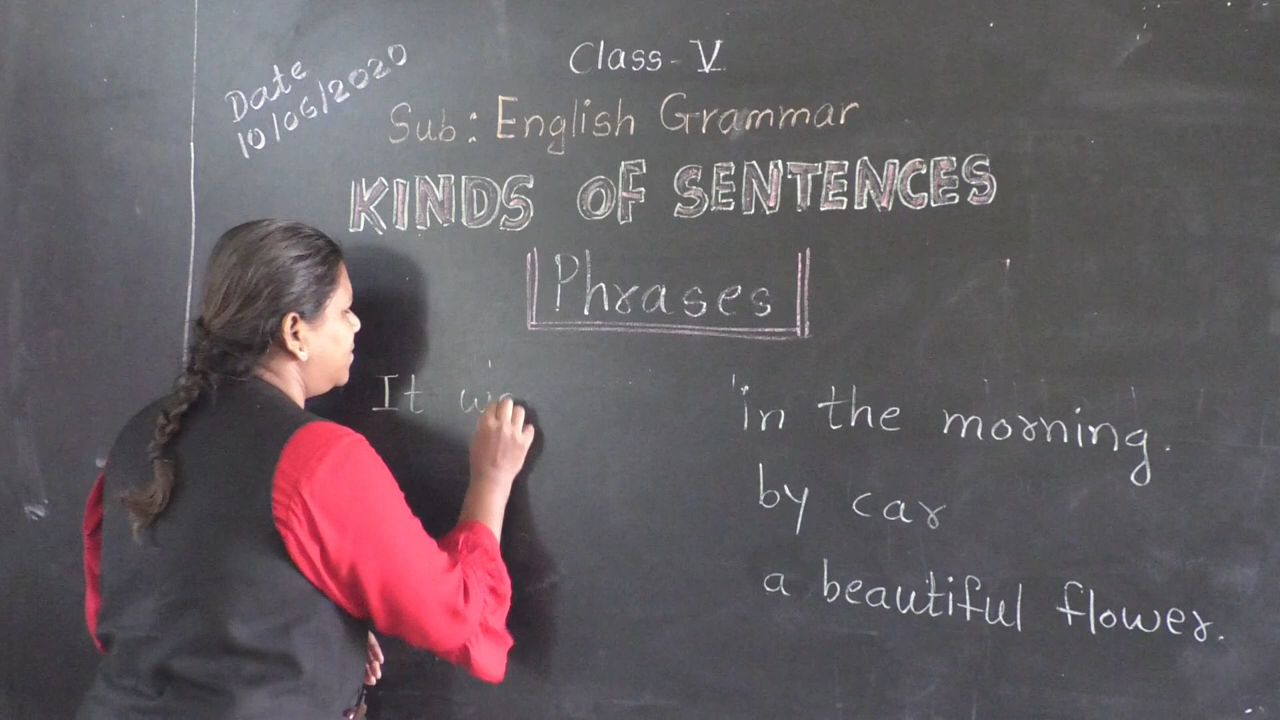 Date
10/06/2020
Class - V
Sub: English Grammar
KINDS OF SENTENCES
Phrases
It in the morning.
by car
a beautiful flower.